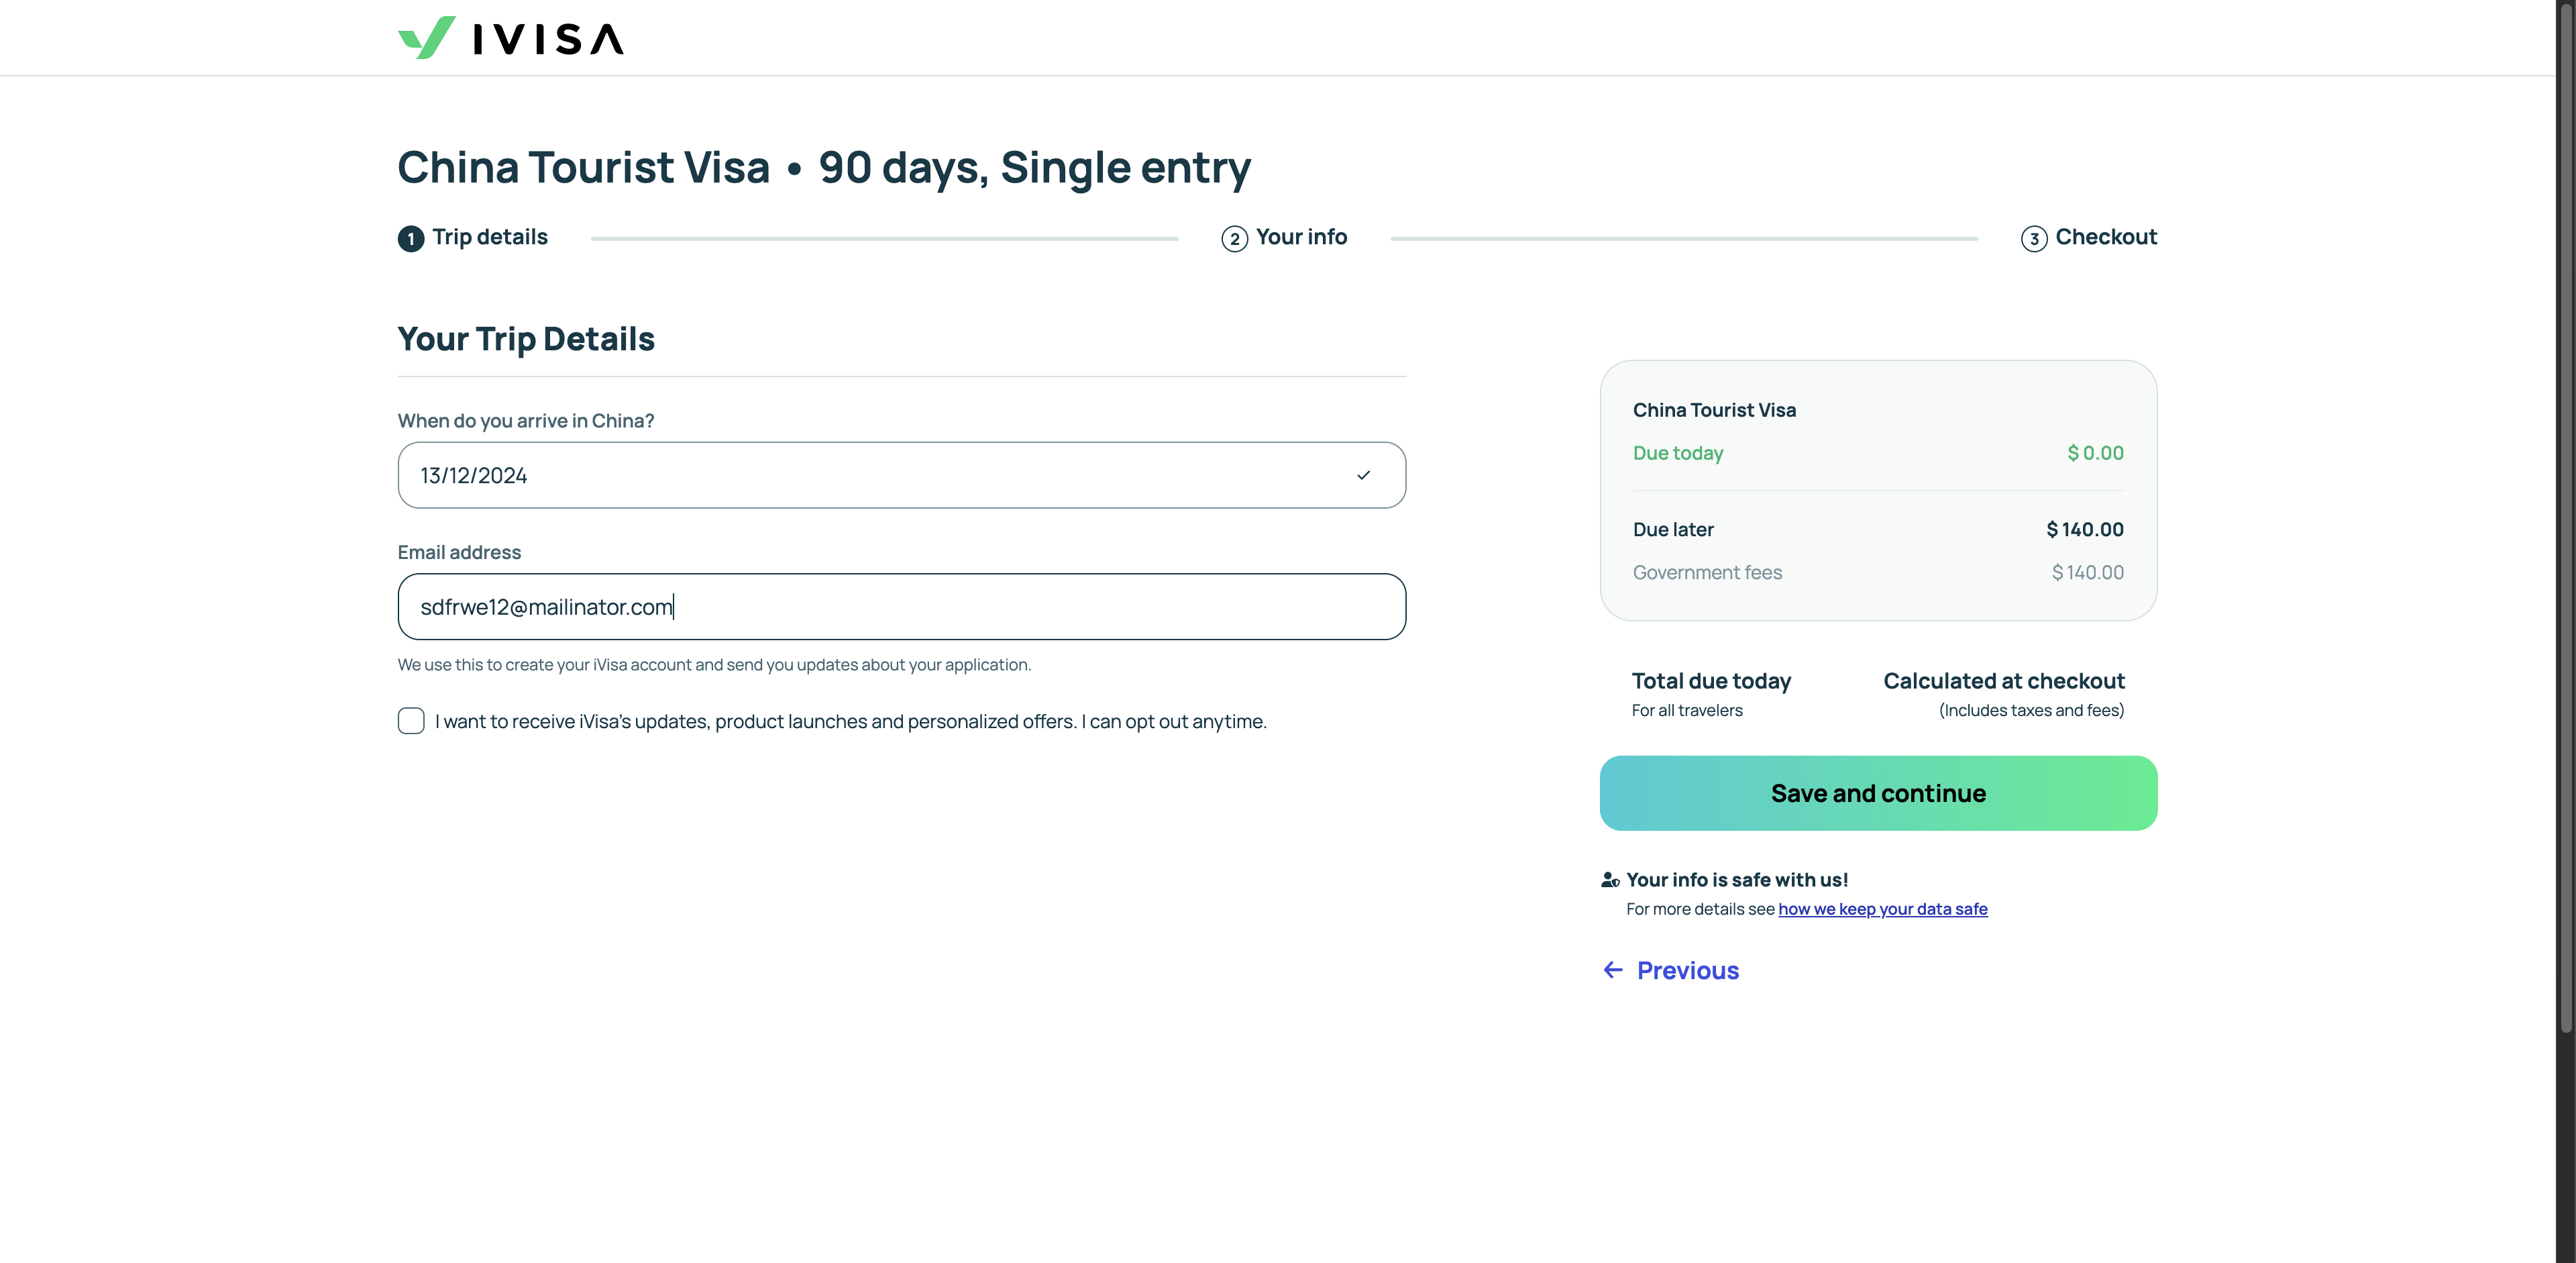 IVISA
China Tourist Visa • 90 days, Single entry
1 Trip details
2 Your info
3 Checkout
Your Trip Details
When do you arrive in China?
13/12/2024
Email address
sdfrwe12@mailinator.com
We use this to create your iVisa account and send you updates about your application.
I want to receive iVisa's updates, product launches and personalized offers. I can opt out anytime.
China Tourist Visa
Due today $ 0.00
Due later $ 140.00
Government fees $ 140.00
Total due today Calculated at checkout
For all travelers (Includes taxes and fees)
Save and continue
Your info is safe with us!
For more details see how we keep your data safe
Previous